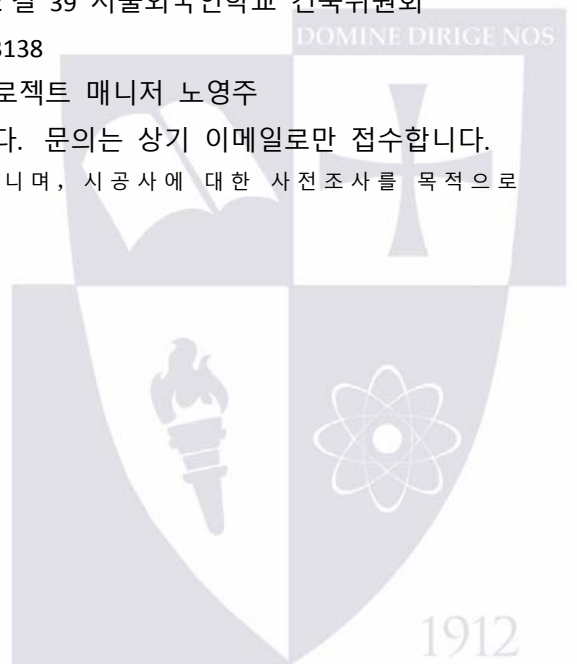 길 39 서울외국인학교 건축위원회
DOMINE DIRIGE NOS
3138
로젝트 매니저 노영주
다. 문의는 상기 이메일로만 접수합니다.
니며, 시공사에 대한 사전조사를 목적으로
1912